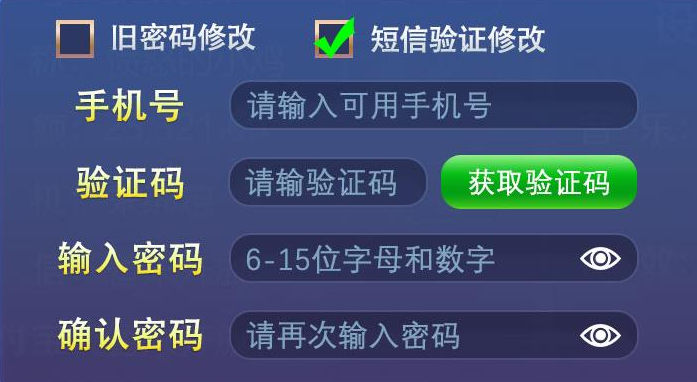 旧密码修改 短信验证修改
手机号 请输入可用手机号
验证码 请输验证码 获取验证码
输入密码 6-15位字母和数字
确认密码 请再次输入密码